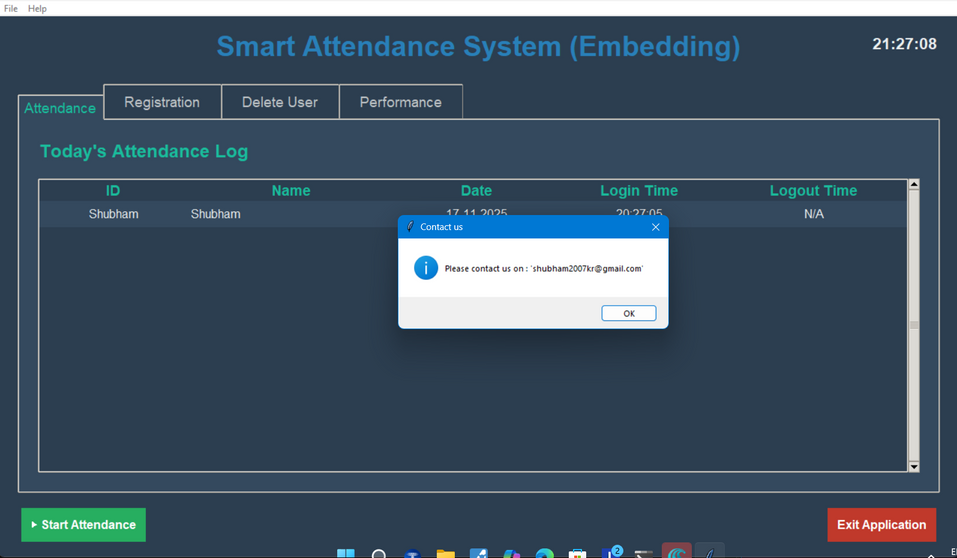 File Help
Smart Attendance System (Embedding)
21:27:08
Attendance Registration Delete User Performance
Today's Attendance Log
ID Name Date Login Time Logout Time
Shubham Shubham 17.11.2025 20:27:05 N/A
Contact us
Please contact us on : 'shubham2007kr@gmail.com'
OK
Start Attendance
Exit Application
2